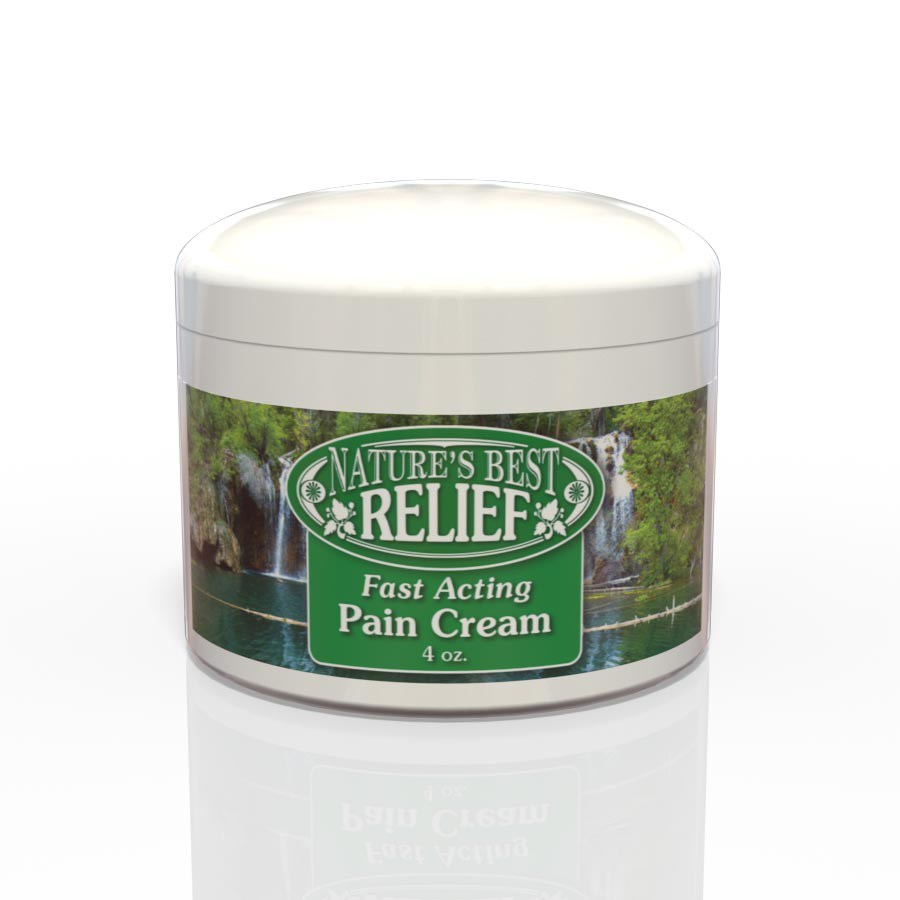 NATURE'S BEST
RELIEF
Fast Acting
Pain Cream
4 oz.